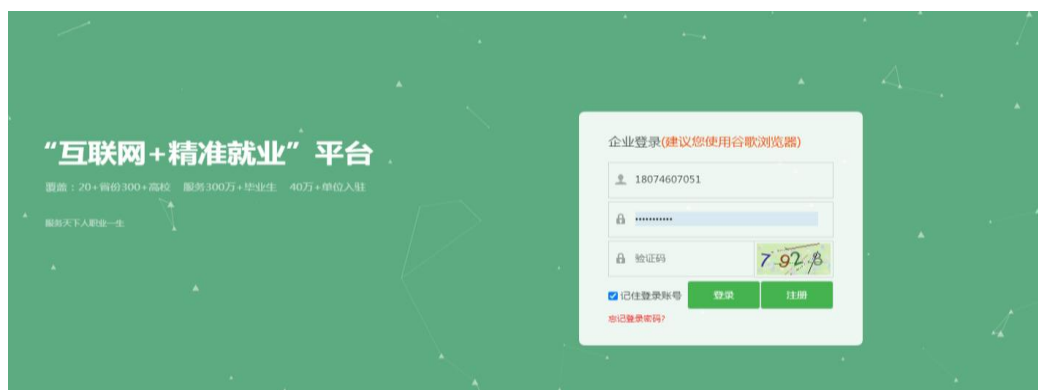 “互联网+精准就业”平台
覆盖：20+省份300+高校 服务300万+毕业生 40万+单位入驻
服务天下人职业一生
企业登录(建议您使用谷歌浏览器)
18074607051
•••••••••••
验证码 7928
记住登录账号 登录 注册
忘记登录密码?